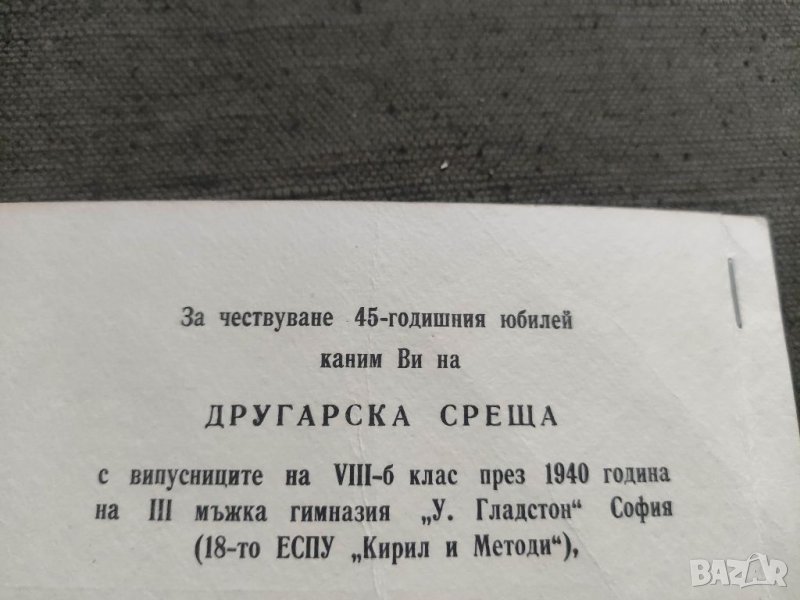 За чествуване 45-годишния юбилей
каним Ви на
ДРУГАРСКА СРЕЩА
с випусниците на VIII-б клас през 1940 година
на III мъжка гимназия „У. Гладстон“ София
(18-то ЕСПУ „Кирил и Методи“),
BAZAR